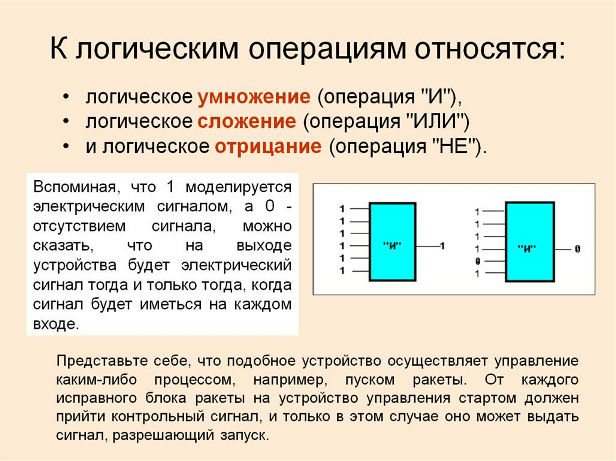 К логическим операциям относятся:
• логическое умножение (операция "И"),
• логическое сложение (операция "ИЛИ")
• и логическое отрицание (операция "НЕ").
Вспоминая, что 1 моделируется
электрическим сигналом, а 0 -
отсутствием сигнала, можно
сказать, что на выходе
устройства будет электрический
сигнал тогда и только тогда, когда
сигнал будет иметься на каждом
входе.
1
1
1
1
1
1
"И"
1
1
1
1
1
0
1
"И"
0
Представьте себе, что подобное устройство осуществляет управление
каким-либо процессом, например, пуском ракеты. От каждого
исправного блока ракеты на устройство управления стартом должен
прийти контрольный сигнал, и только в этом случае оно может выдать
сигнал, разрешающий запуск.